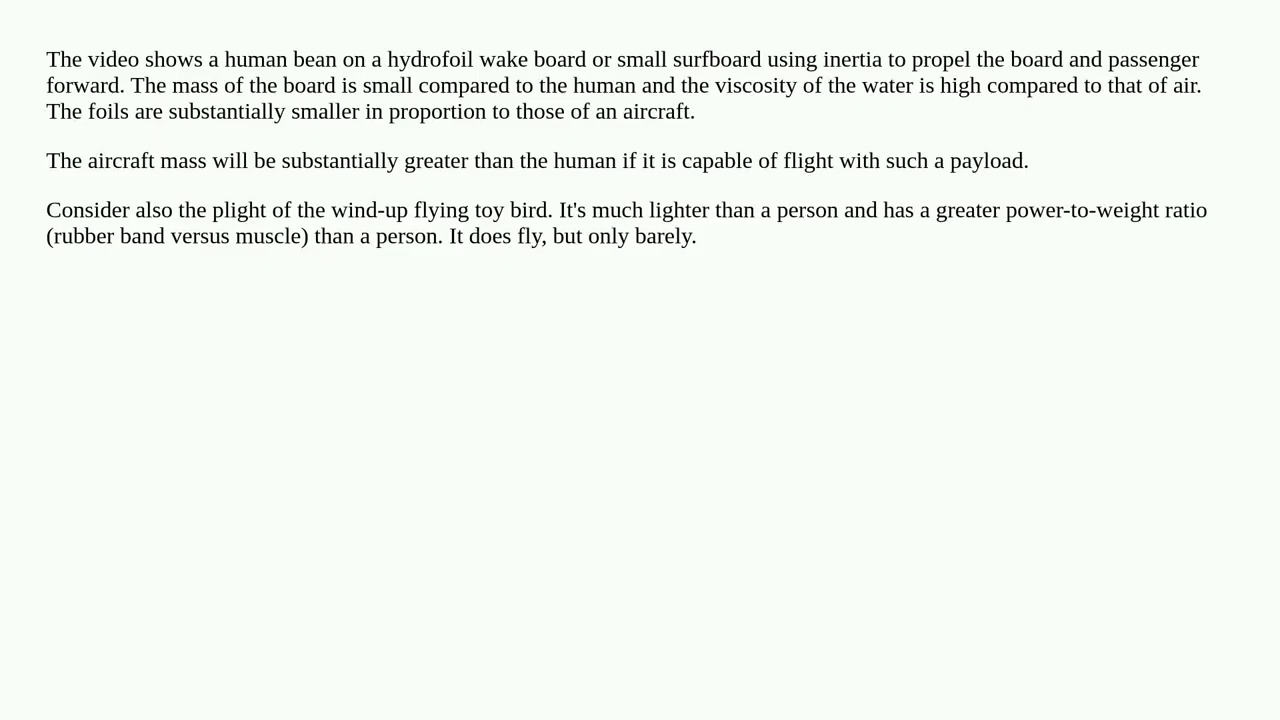 The video shows a human bean on a hydrofoil wake board or small surfboard using inertia to propel the board and passenger
forward. The mass of the board is small compared to the human and the viscosity of the water is high compared to that of air.
The foils are substantially smaller in proportion to those of an aircraft.
The aircraft mass will be substantially greater than the human if it is capable of flight with such a payload.
Consider also the plight of the wind-up flying toy bird. It's much lighter than a person and has a greater power-to-weight ratio
(rubber band versus muscle) than a person. It does fly, but only barely.